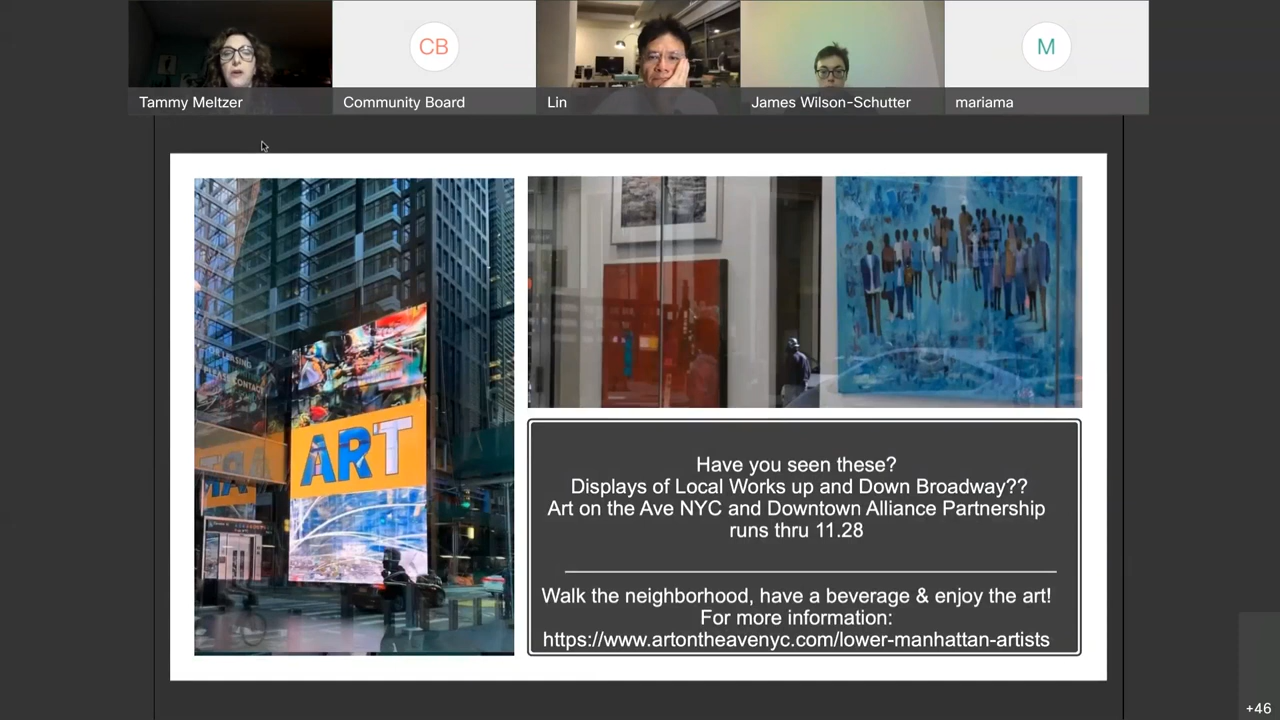 CB
M
Tammy Meltzer
Community Board
Lin
James Wilson-Schutter
mariama
ART
Have you seen these?
Displays of Local Works up and Down Broadway??
Art on the Ave NYC and Downtown Alliance Partnership
runs thru 11.28
Walk the neighborhood, have a beverage & enjoy the art!
For more information:
https://www.artontheavenyc.com/lower-manhattan-artists
+46